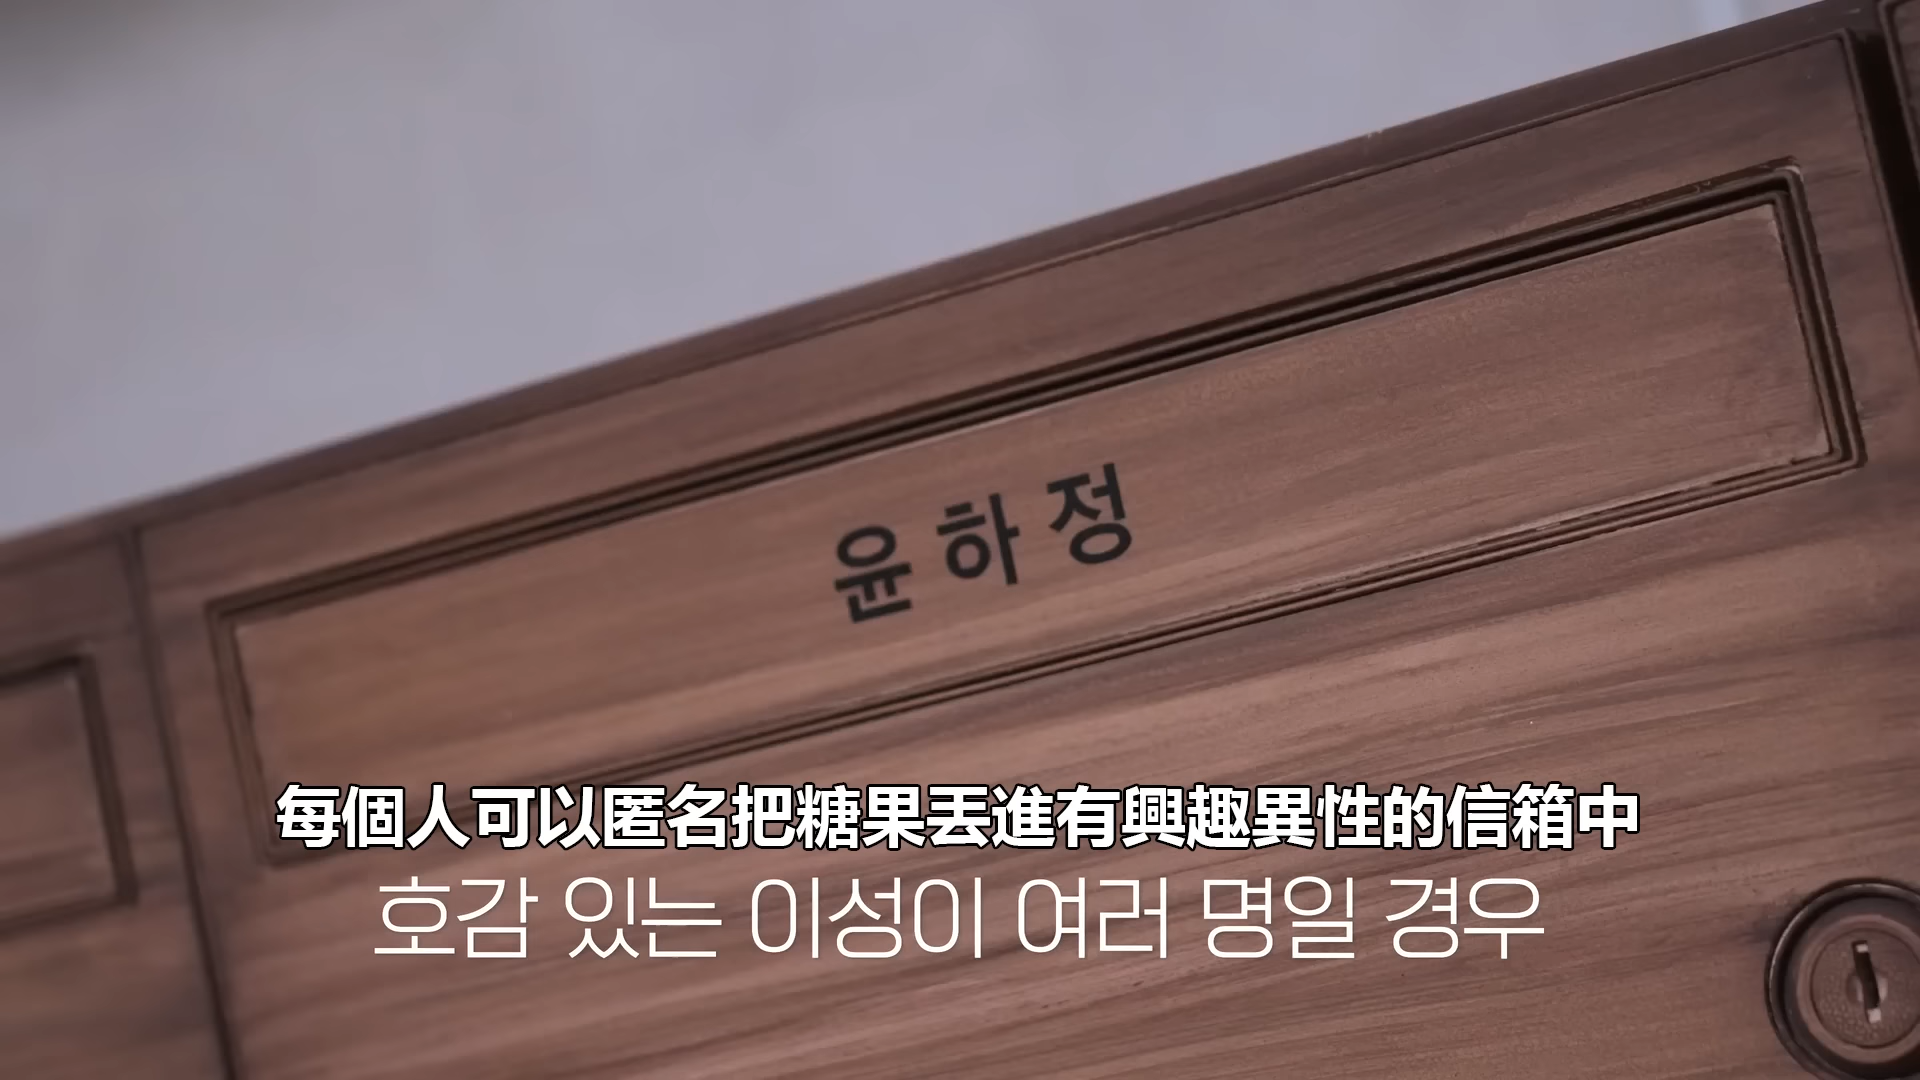 윤하정
每個人可以匿名把糖果丟進有興趣異性的信箱中
호감 있는 이성이 여러 명일 경우